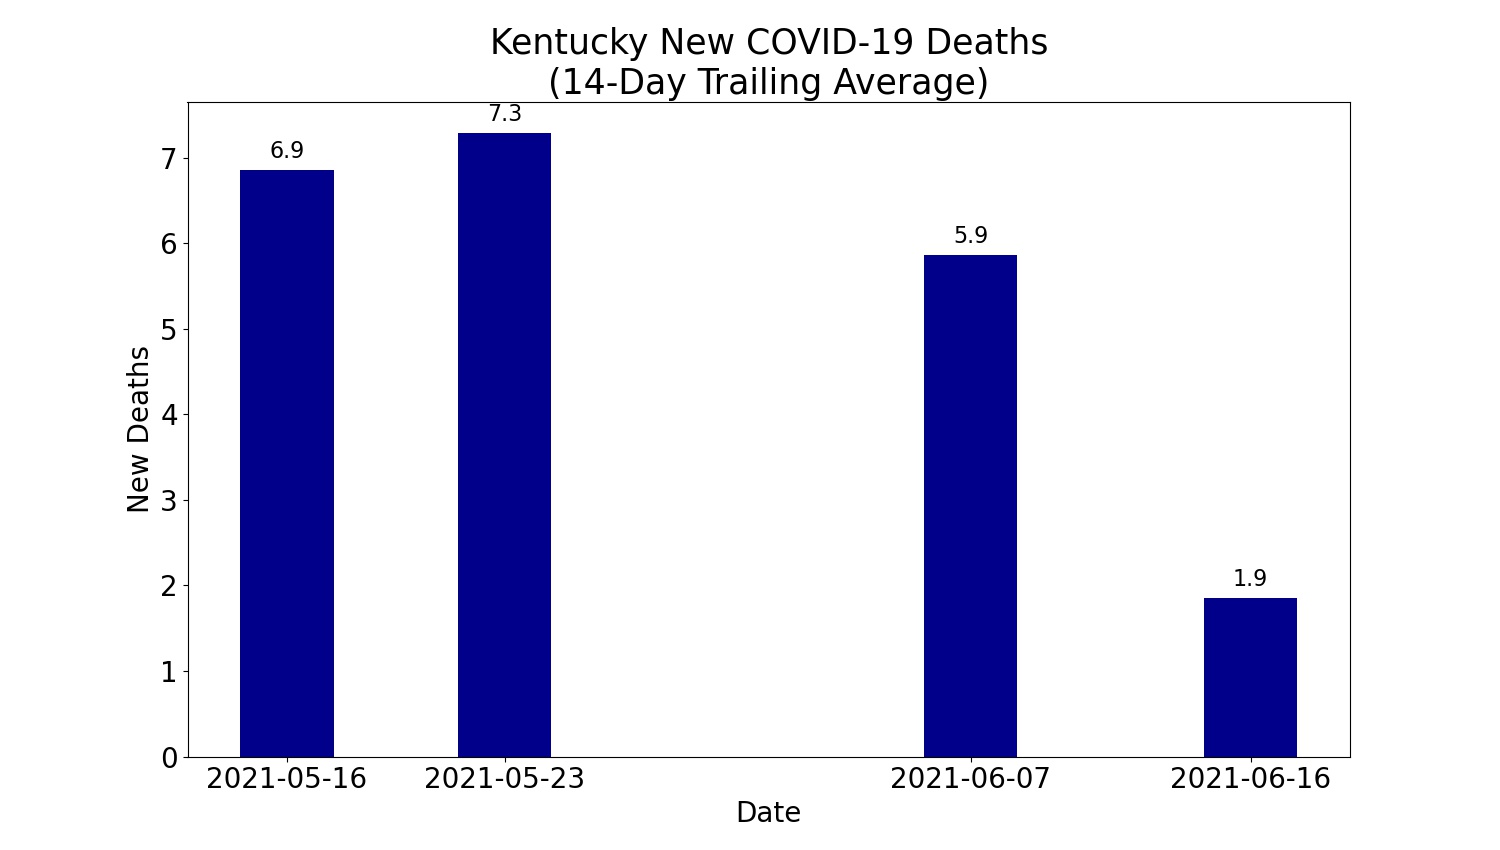 Kentucky New COVID-19 Deaths
(14-Day Trailing Average)
7.3
6.9
5.9
1.9
7
6
5
4
3
2
1
0
New Deaths
2021-05-16 2021-05-23 2021-06-07 2021-06-16
Date